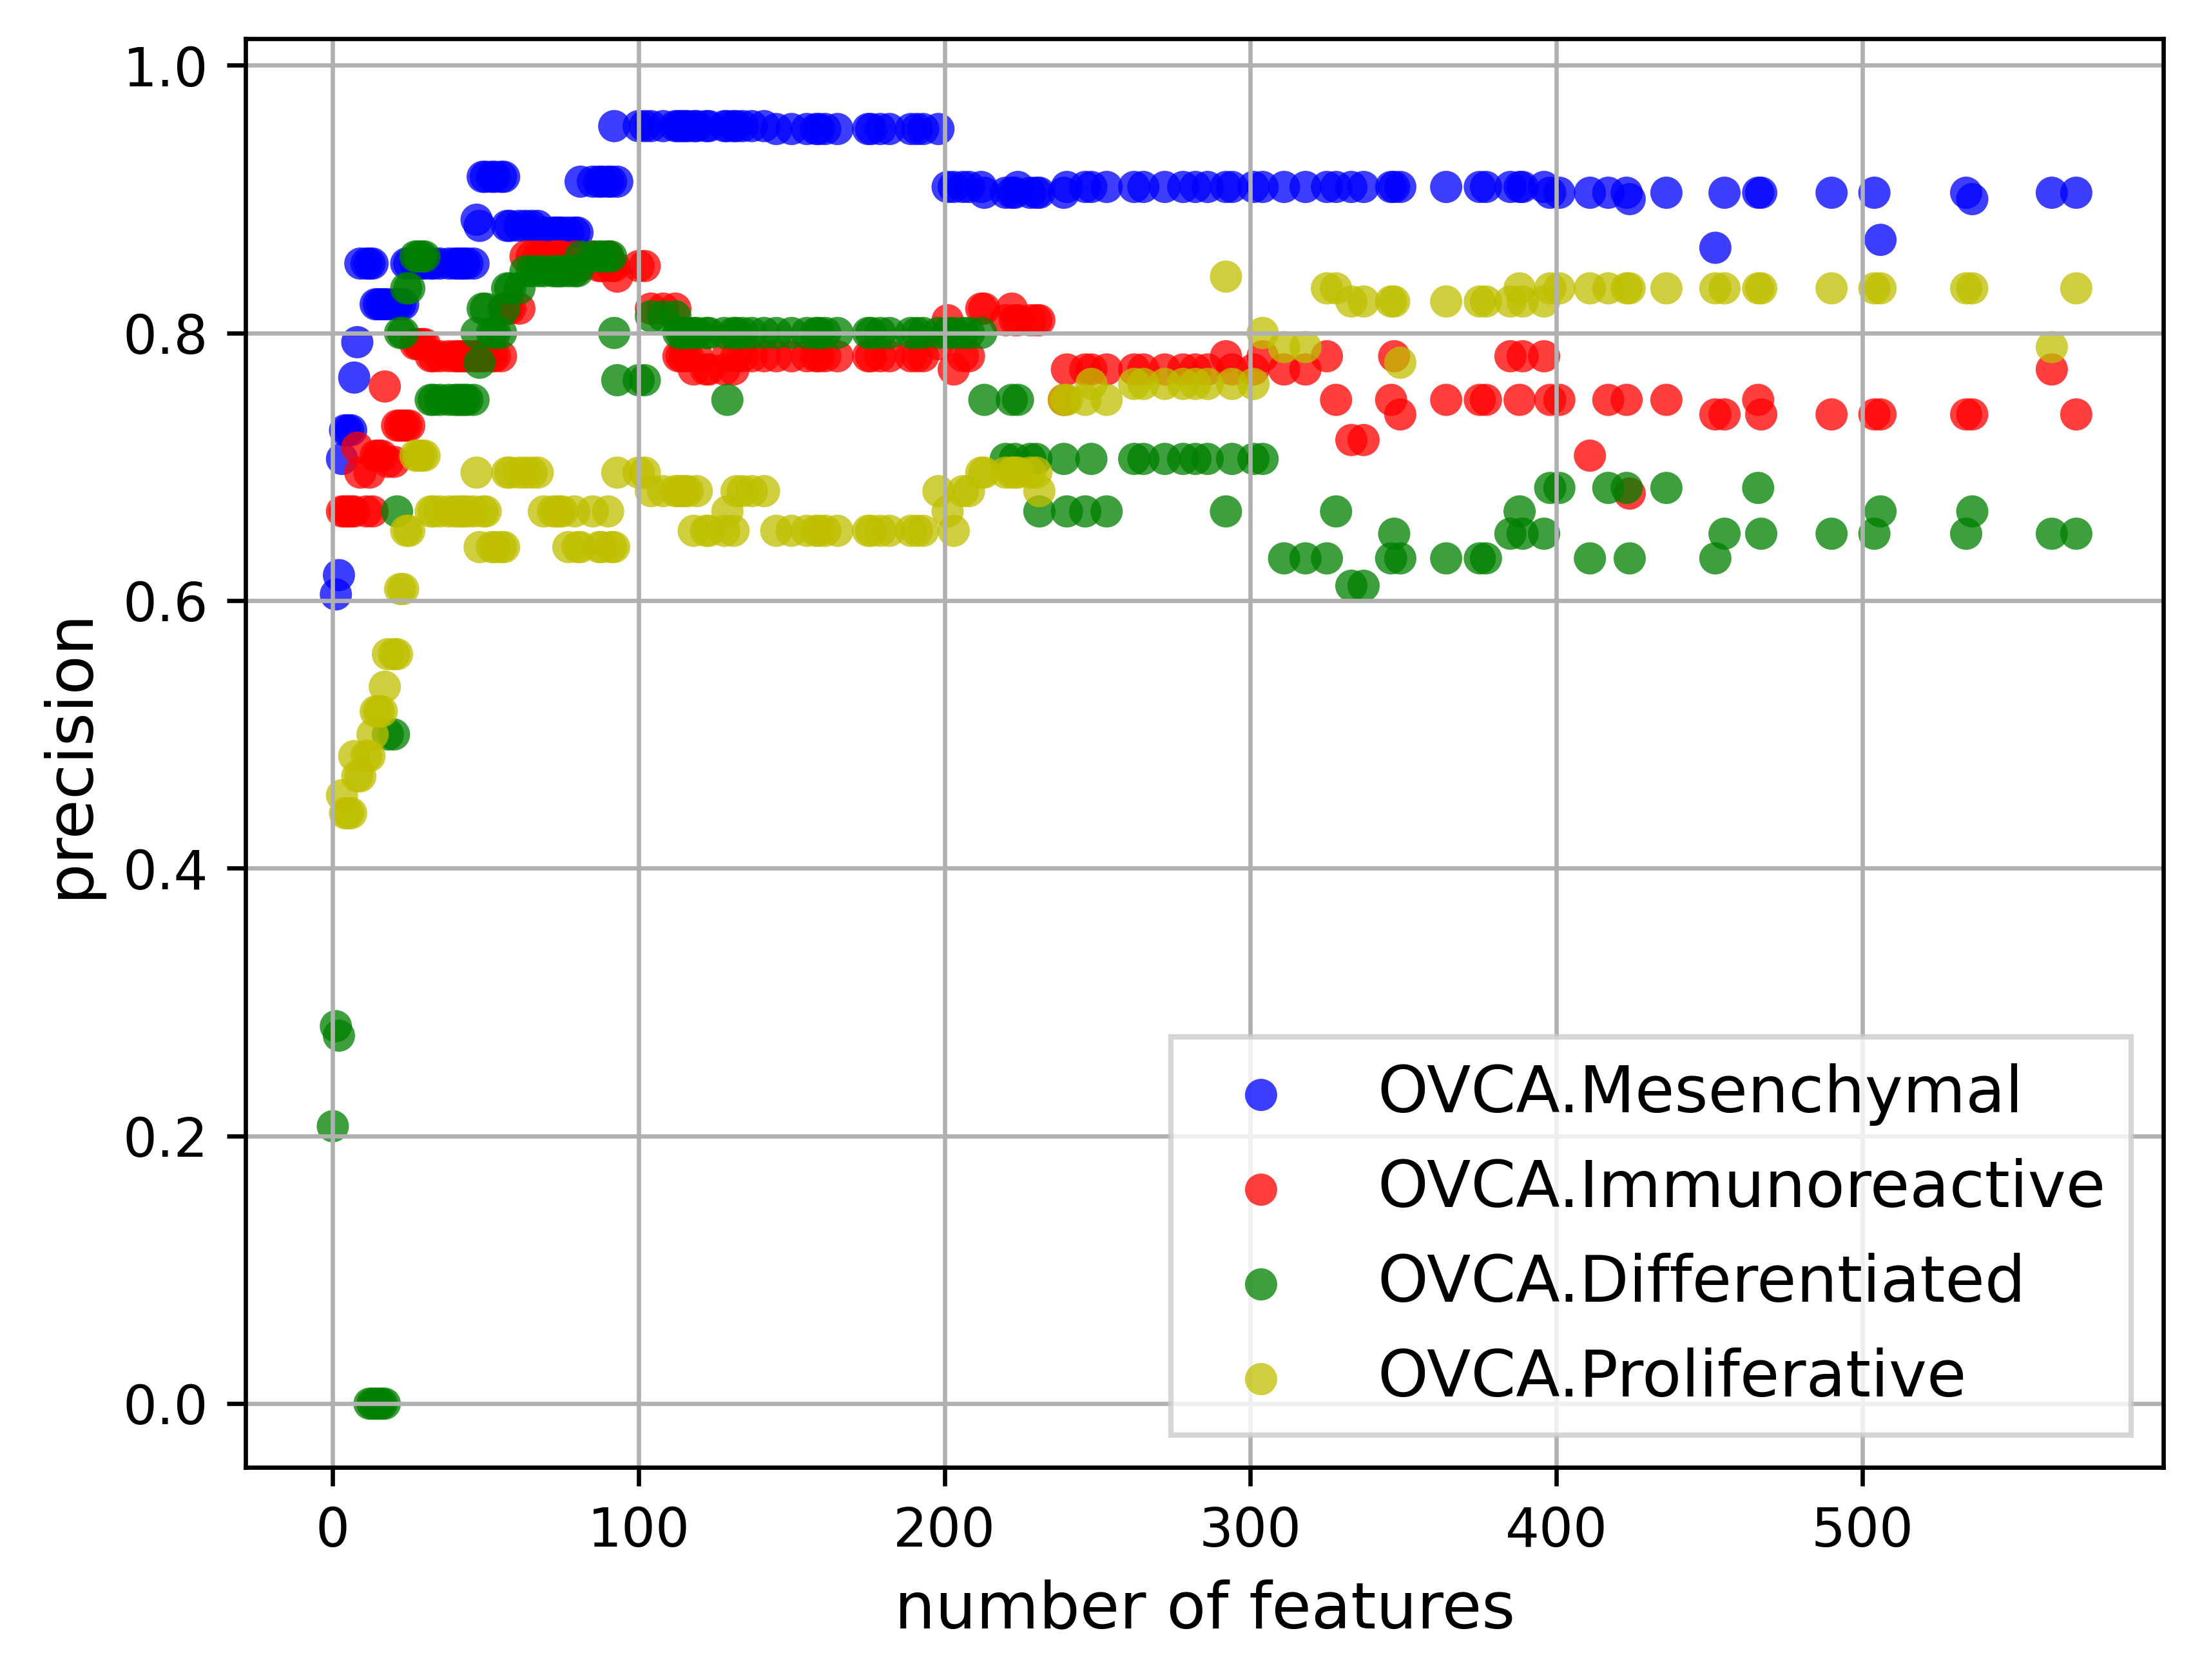 1.0
0.8
0.6
0.4
0.2
0.0
precision
0 100 200 300 400 500
number of features
OVCA.Mesenchymal
OVCA.Immunoreactive
OVCA.Differentiated
OVCA.Proliferative